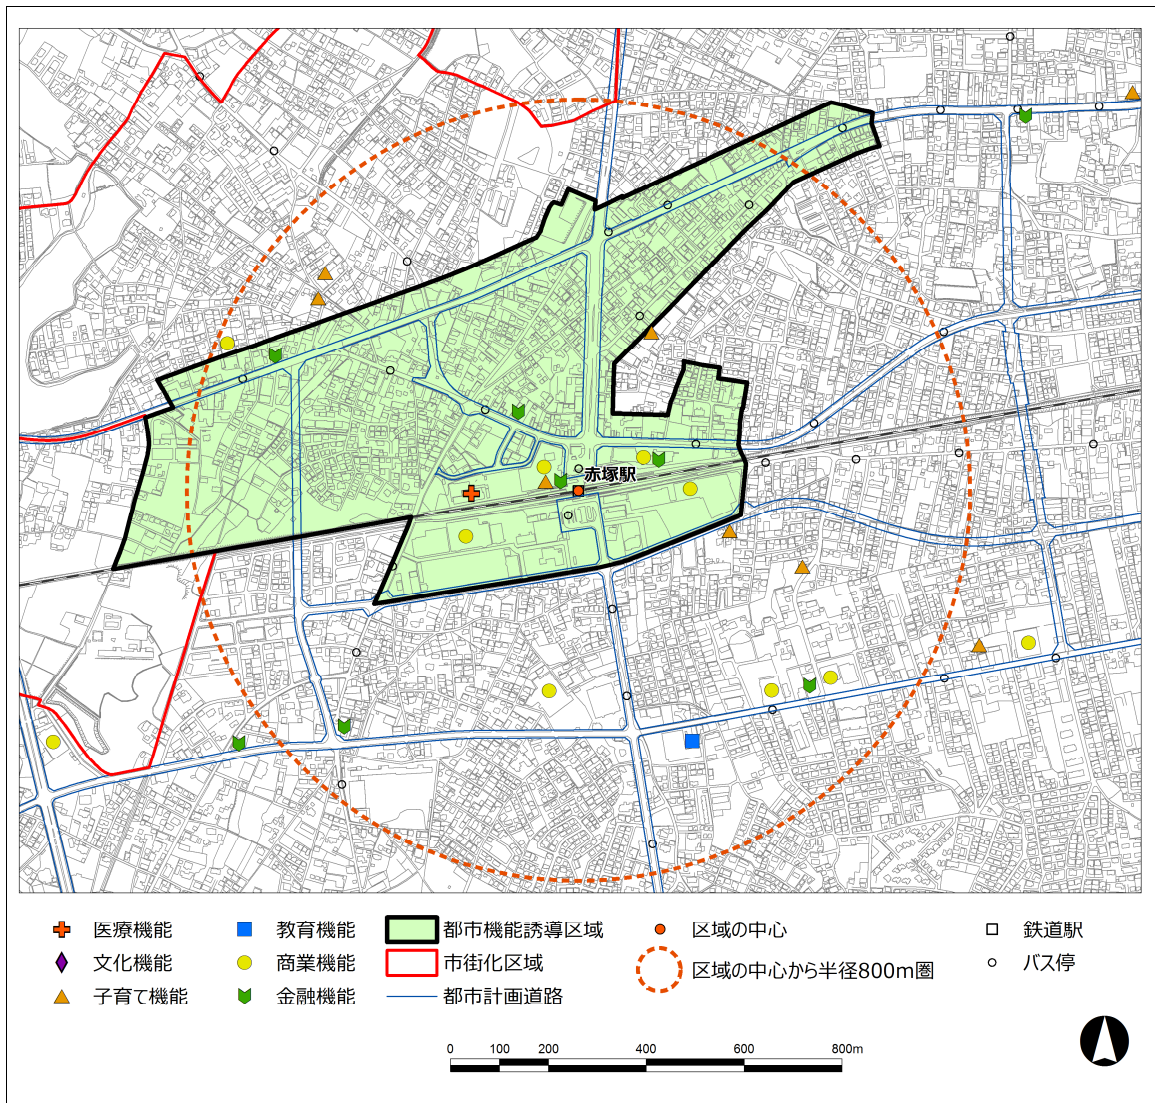 赤塚駅
医療機能 教育機能 都市機能誘導区域 区域の中心 鉄道駅
文化機能 商業機能 市街化区域 区域の中心から半径800m圏 バス停
子育て機能 金融機能 都市計画道路
0 100 200 400 600 800m